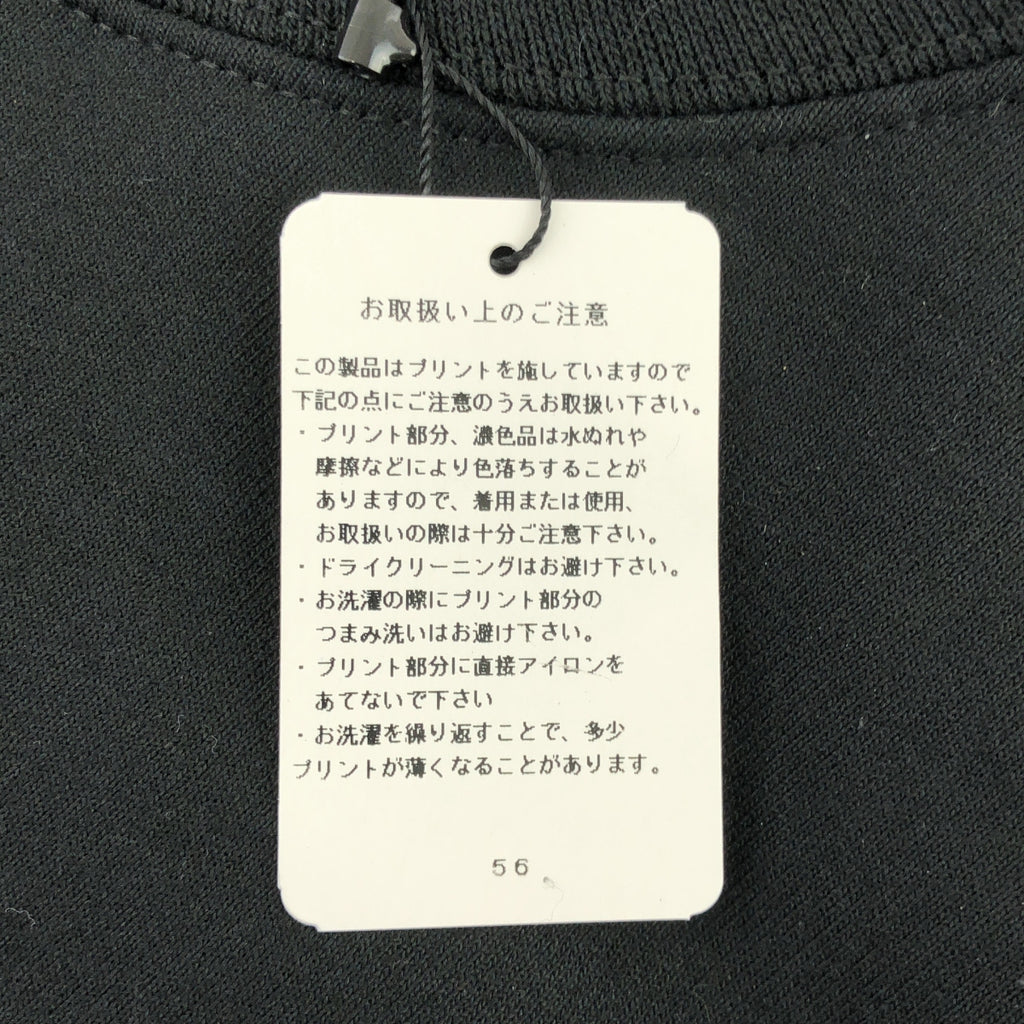 お取扱い上のご注意
この製品はプリントを施していますので
下記の点にご注意のうえお取扱い下さい。
・プリント部分、濃色品は水ぬれや
摩擦などにより色落ちすることが
ありますので、着用または使用、
お取扱いの際は十分ご注意下さい。
・ドライクリーニングはお避け下さい。
・お洗濯の際にプリント部分の
つまみ洗いはお避け下さい。
・プリント部分に直接アイロンを
あてないで下さい
・お洗濯を繰り返すことで、多少
プリントが薄くなることがあります。
56